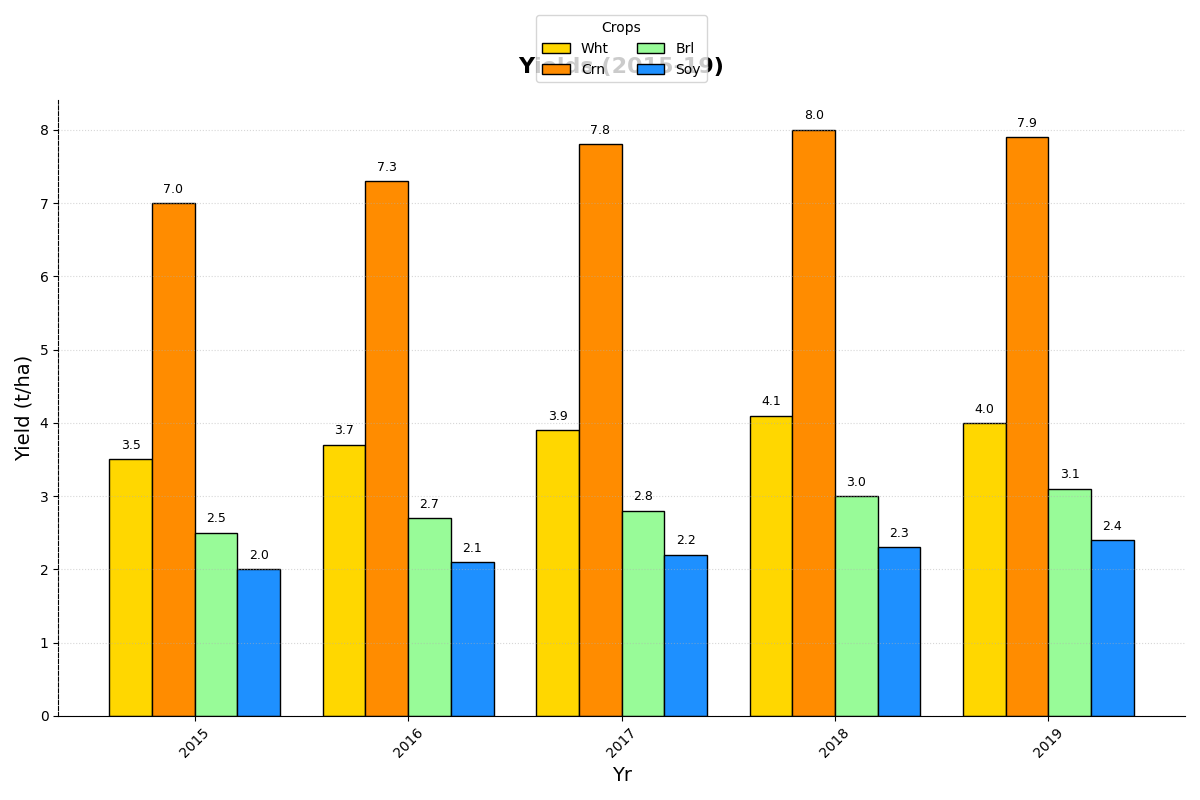 Crops
Wht Brl
Crn Soy
Yields (2015-19)
Yield (t/ha)
8
7
6
5
4
3
2
1
0
3.5 7.0 2.5 2.0
3.7 7.3 2.7 2.1
3.9 7.8 2.8 2.2
4.1 8.0 3.0 2.3
4.0 7.9 3.1 2.4
2015 2016 2017 2018 2019
Yr